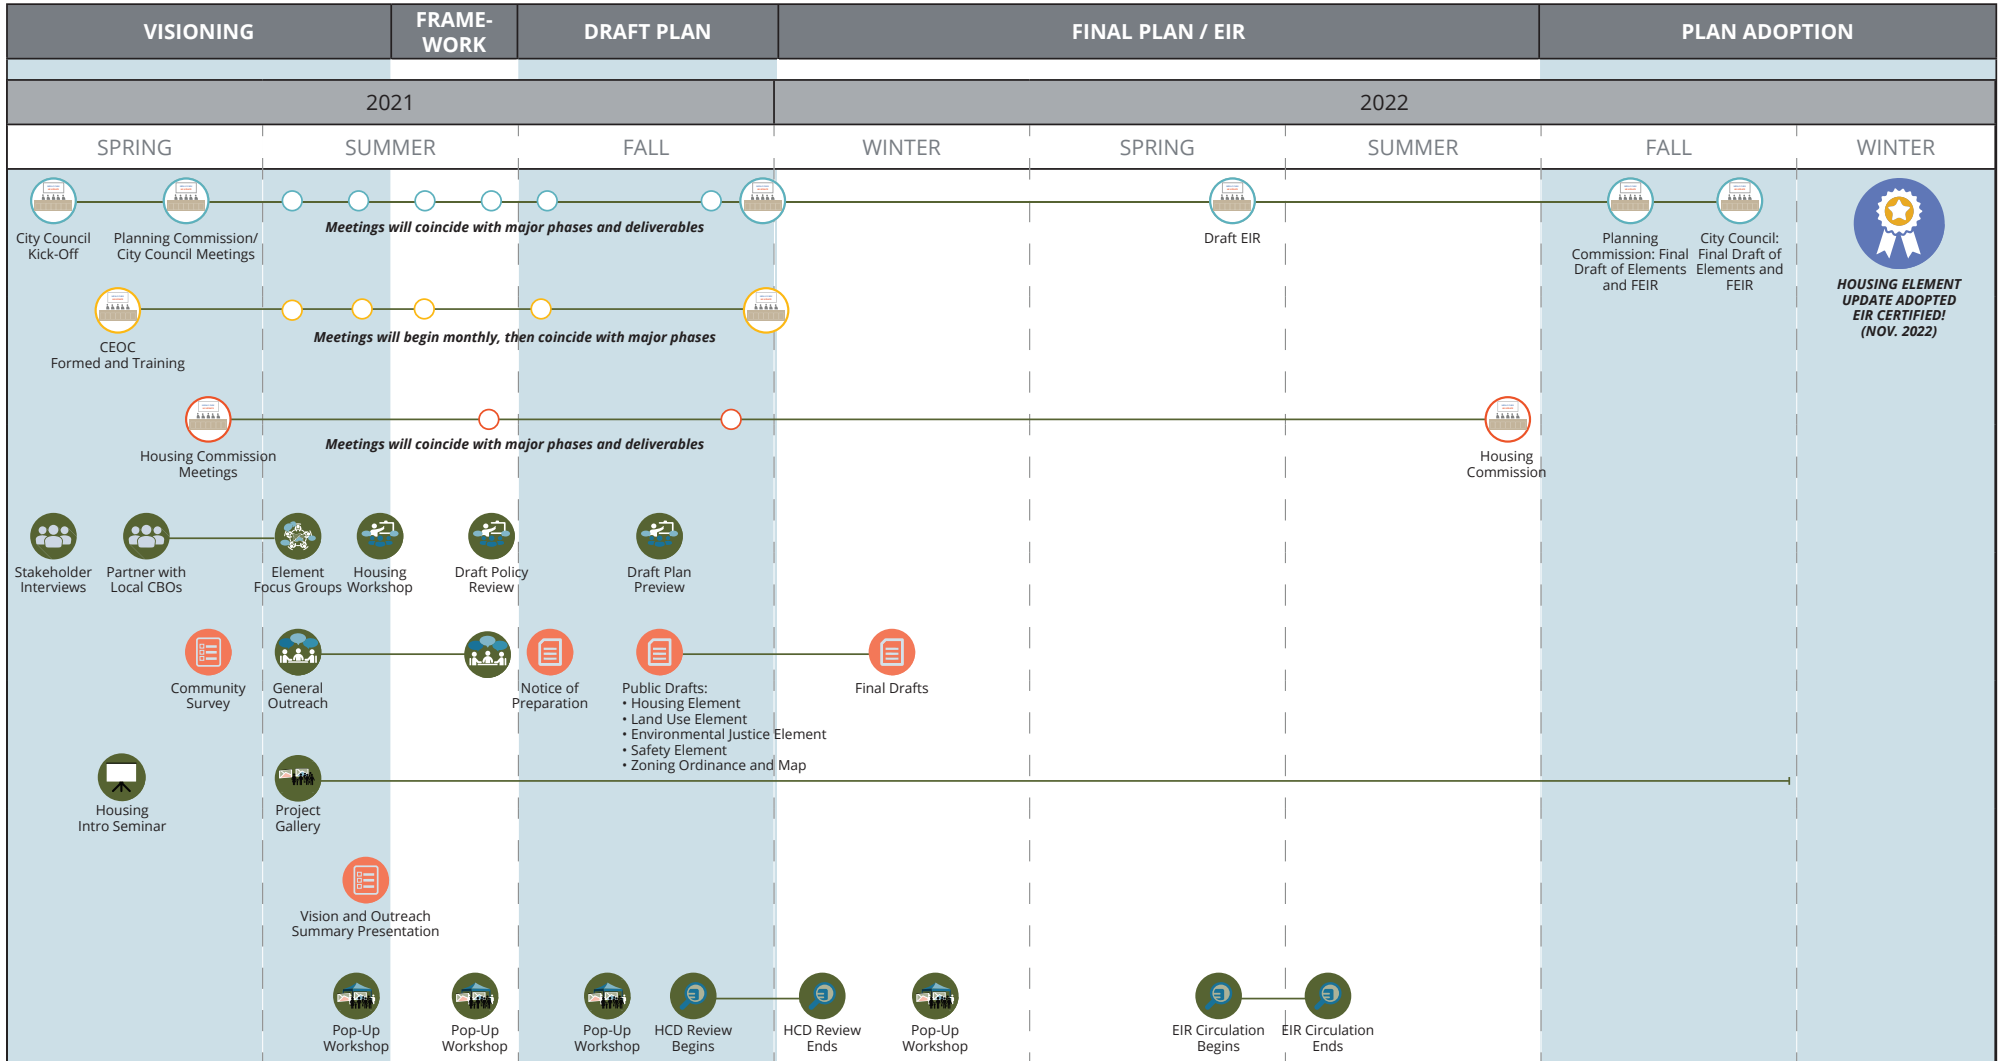 VISIONING
FRAME-
WORK
DRAFT PLAN
FINAL PLAN / EIR
PLAN ADOPTION
2021
2022
SPRING
SUMMER
FALL
WINTER
SPRING
SUMMER
FALL
WINTER
City Council
Kick-Off
Planning Commission/
City Council Meetings
Meetings will coincide with major phases and deliverables
Draft EIR
Planning
Commission: Final
Draft of Elements
and FEIR
City Council:
Final Draft of
Elements and
FEIR
HOUSING ELEMENT
UPDATE ADOPTED
EIR CERTIFIED!
(NOV. 2022)
CEOC
Formed and Training
Meetings will begin monthly, then coincide with major phases
Housing Commission
Meetings
Meetings will coincide with major phases and deliverables
Housing
Commission
Stakeholder
Interviews
Partner with
Local CBOs
Element
Focus Groups
Housing
Workshop
Draft Policy
Review
Draft Plan
Preview
Community
Survey
General
Outreach
Notice of
Preparation
Public Drafts:
• Housing Element
• Land Use Element
• Environmental Justice Element
• Safety Element
• Zoning Ordinance and Map
Final Drafts
Housing
Intro Seminar
Project
Gallery
Vision and Outreach
Summary Presentation
Pop-Up
Workshop
Pop-Up
Workshop
Pop-Up
Workshop
HCD Review
Begins
HCD Review
Ends
Pop-Up
Workshop
EIR Circulation
Begins
EIR Circulation
Ends